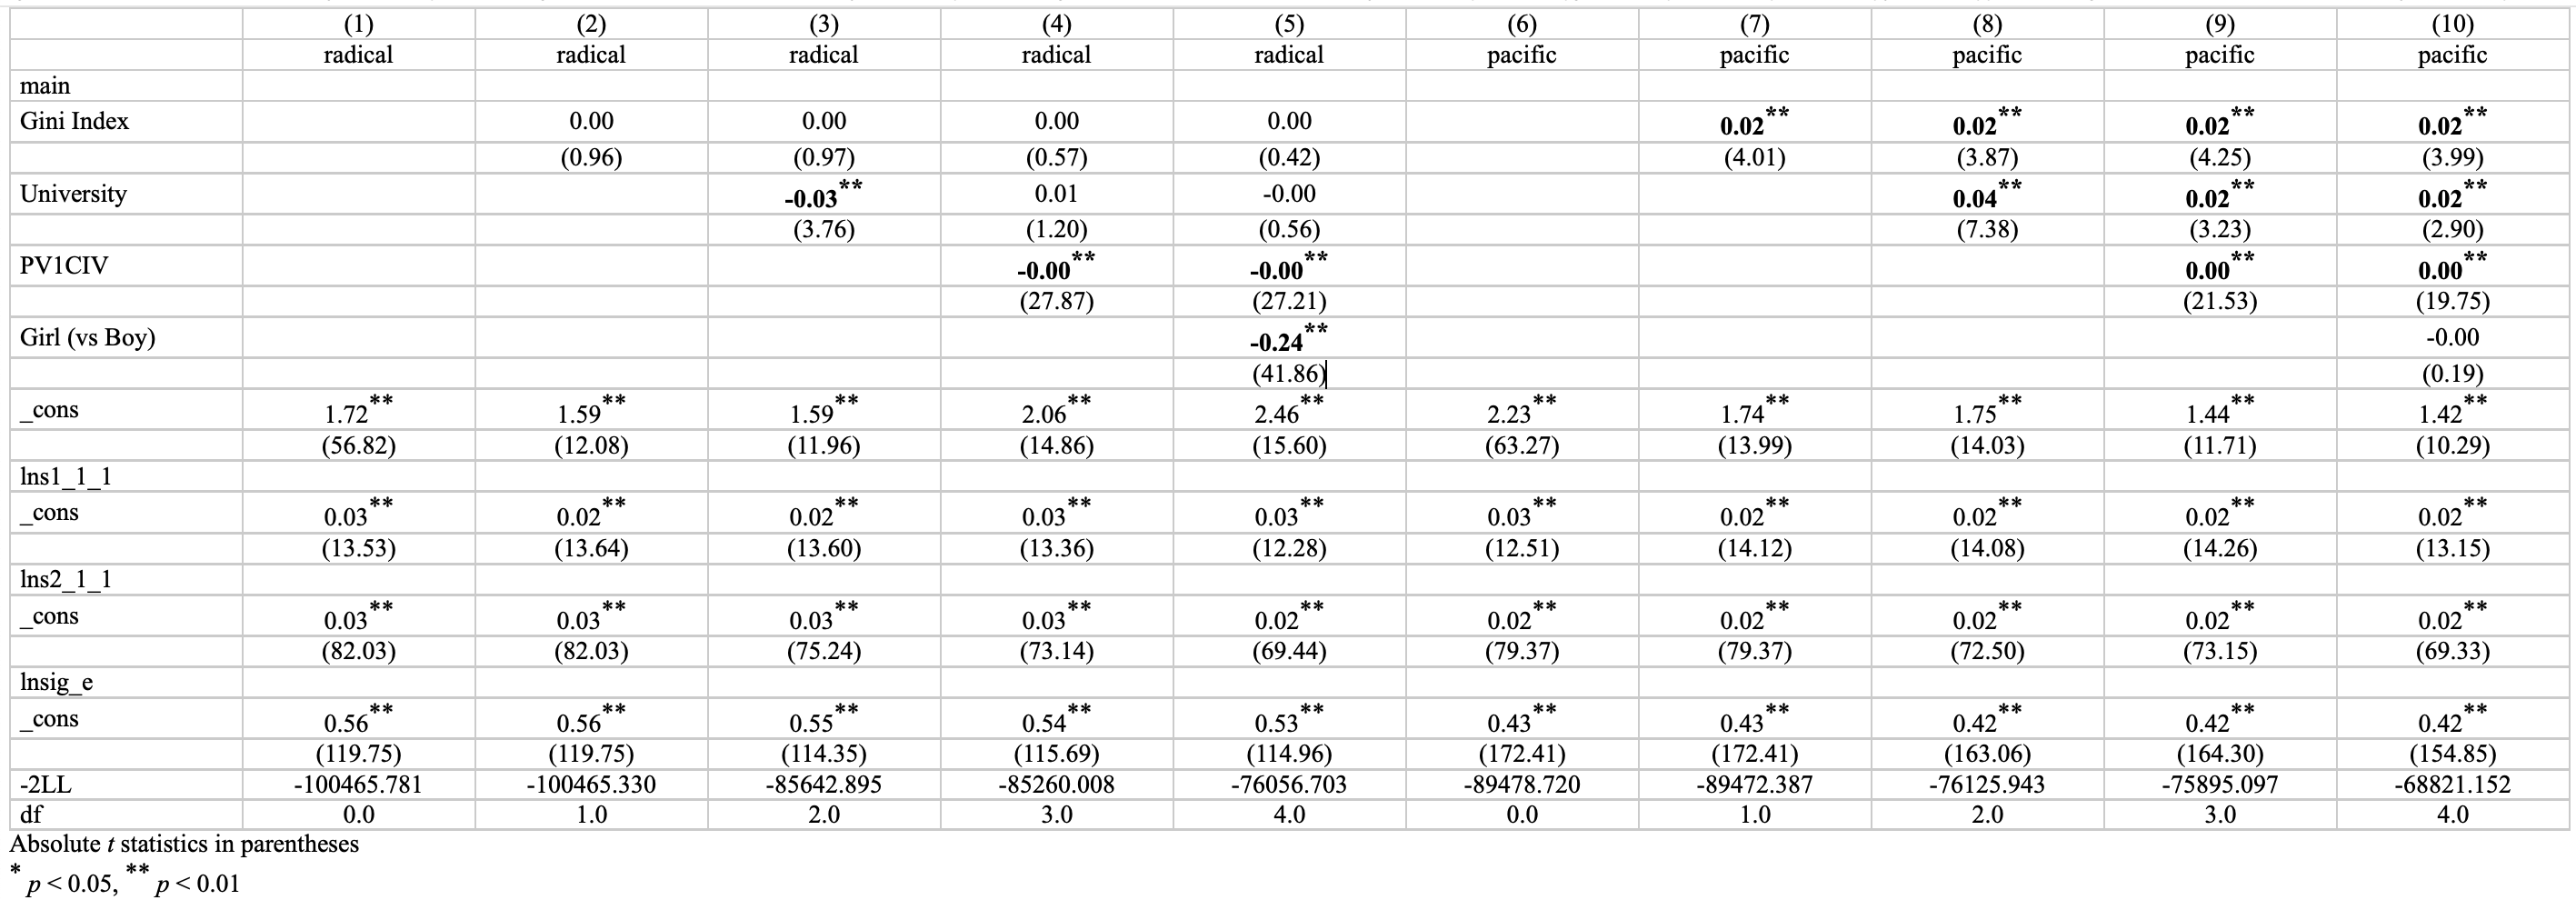 (1) (2) (3) (4) (5) (6) (7) (8) (9) (10)
radical radical radical radical radical pacific pacific pacific pacific pacific
main
Gini Index 0.00 0.00 0.00 0.00 0.02** 0.02** 0.02** 0.02**
(0.96) (0.97) (0.57) (0.42) (4.01) (3.87) (4.25) (3.99)
University -0.03** 0.01 -0.00 0.04** 0.02** 0.02**
(3.76) (1.20) (0.56) (7.38) (3.23) (2.90)
PV1CIV -0.00** -0.00** 0.00** 0.00**
(27.87) (27.21) (21.53) (19.75)
Girl (vs Boy) -0.24** -0.00
(41.86) (0.19)
_cons 1.72** 1.59** 1.59** 2.06** 2.46** 2.23** 1.74** 1.75** 1.44** 1.42**
(56.82) (12.08) (11.96) (14.86) (15.60) (63.27) (13.99) (14.03) (11.71) (10.29)
lns1_1_1
_cons 0.03** 0.02** 0.02** 0.03** 0.03** 0.03** 0.02** 0.02** 0.02** 0.02**
(13.53) (13.64) (13.60) (13.36) (12.28) (12.51) (14.12) (14.08) (14.26) (13.15)
lns2_1_1
_cons 0.03** 0.03** 0.03** 0.03** 0.02** 0.02** 0.02** 0.02** 0.02** 0.02**
(82.03) (82.03) (75.24) (73.14) (69.44) (79.37) (79.37) (72.50) (73.15) (69.33)
lnsig_e
_cons 0.56** 0.56** 0.55** 0.54** 0.53** 0.43** 0.43** 0.42** 0.42** 0.42**
(119.75) (119.75) (114.35) (115.69) (114.96) (172.41) (172.41) (163.06) (164.30) (154.85)
-2LL -100465.781 -100465.330 -85642.895 -85260.008 -76056.703 -89478.720 -89472.387 -76125.943 -75895.097 -68821.152
df 0.0 1.0 2.0 3.0 4.0 0.0 1.0 2.0 3.0 4.0
Absolute t statistics in parentheses
* p < 0.05, ** p < 0.01